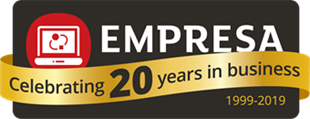 EMPRESA
Celebrating 20 years in business
1999-2019